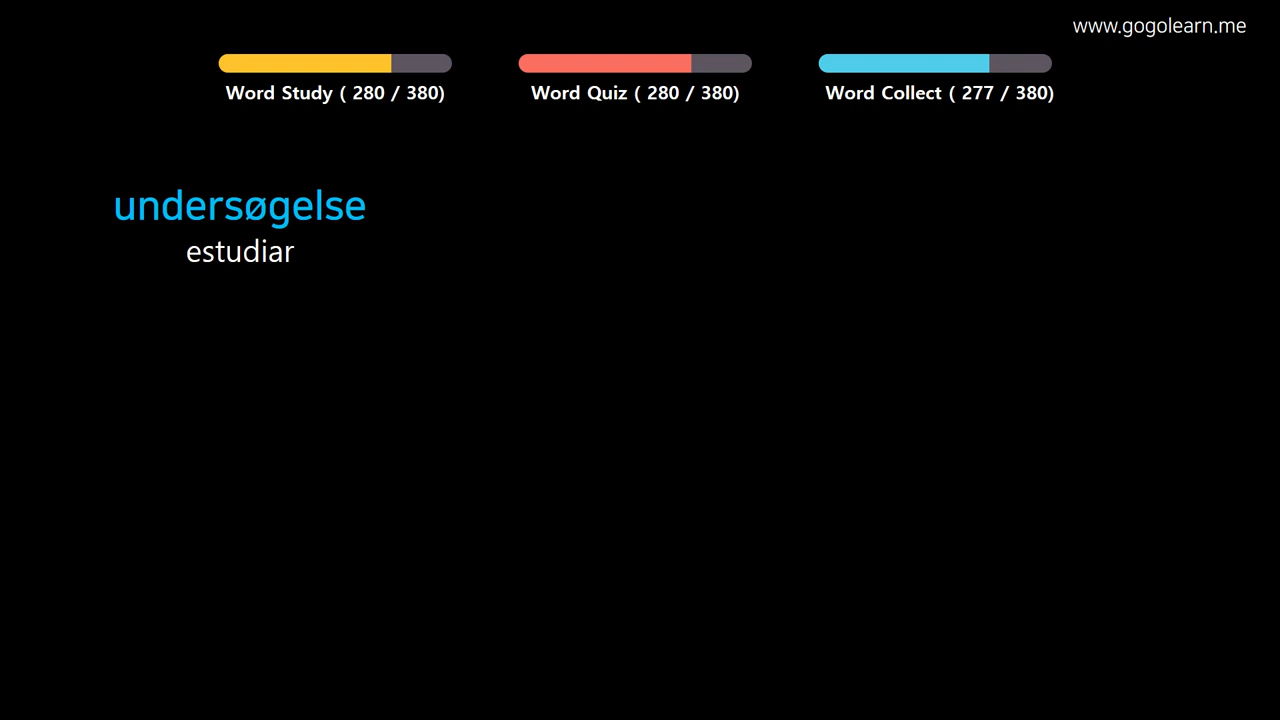 www.gogolearn.me
Word Study ( 280 / 380)
Word Quiz ( 280 / 380)
Word Collect ( 277 / 380)
undersøgelse
estudiar